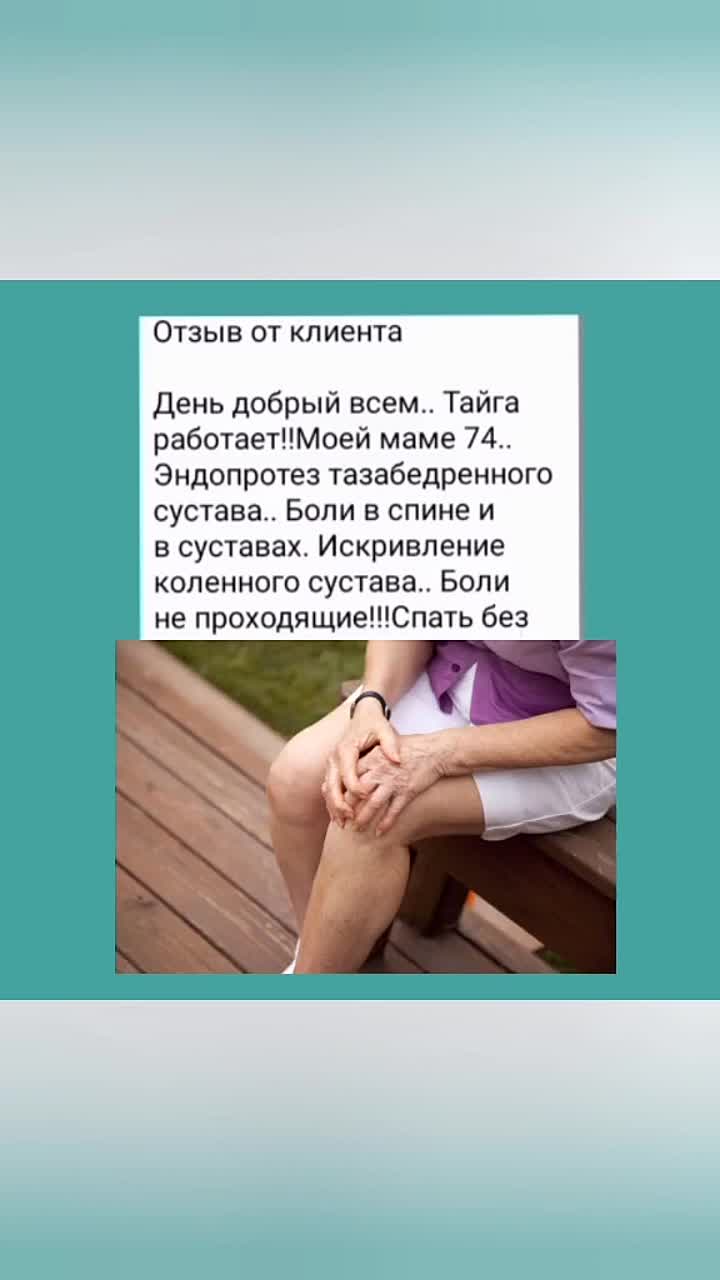 Отзыв от клиента
День добрый всем.. Тайга
работает!!Моей маме 74..
Эндопротез тазабедренного
сустава.. Боли в спине и
в суставах. Искривление
коленного сустава.. Боли
не проходящие!!!Спать без